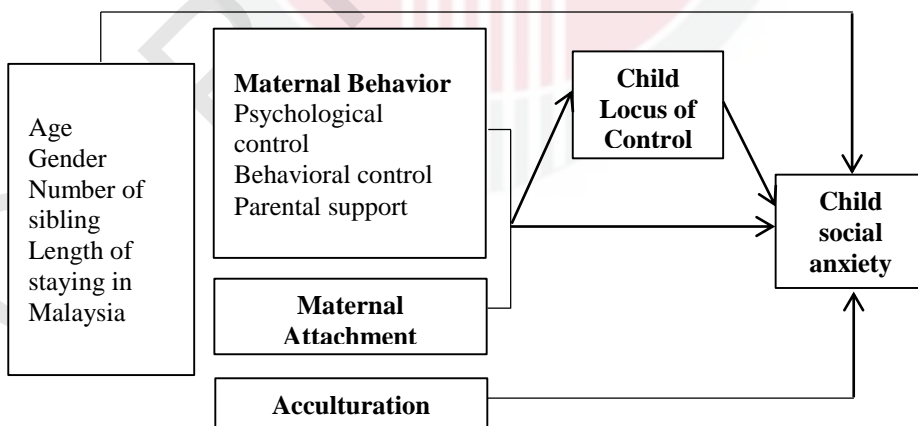 Age
Gender
Number of
sibling
Length of
staying in
Malaysia
Maternal Behavior
Psychological
control
Behavioral control
Parental support
Maternal
Attachment
Acculturation
Child
Locus of
Control
Child
social
anxiety